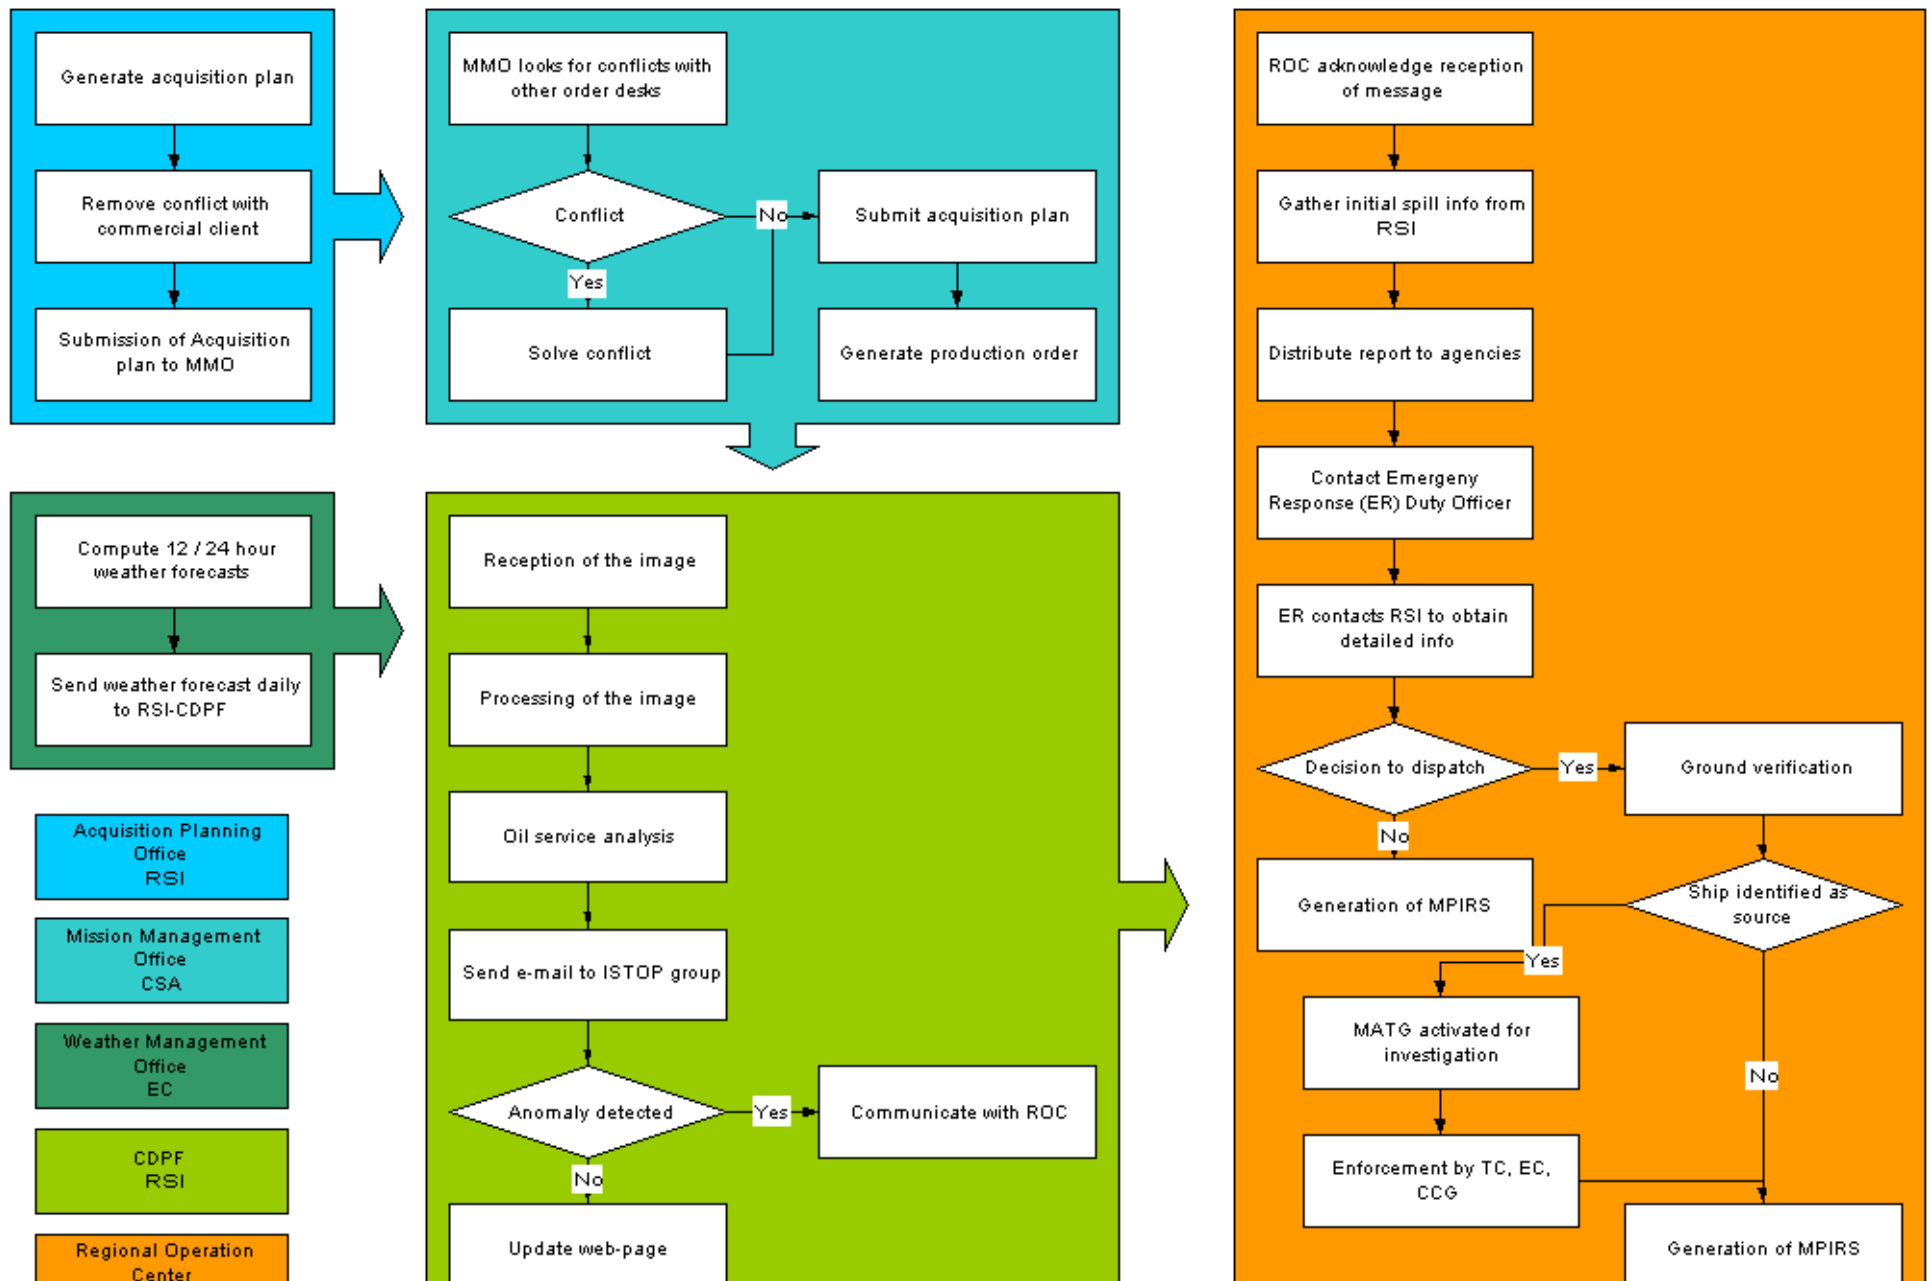 Generate acquisition plan
Remove conflict with
commercial client
Submission of Acquisition
plan to MMO
MMO looks for conflicts with
other order desks
Conflict
No
Yes
Submit acquisition plan
Solve conflict
Generate production order
Compute 12 / 24 hour
weather forecasts
Send weather forecast daily
to RSI-CDPF
Reception of the image
Processing of the image
Oil service analysis
Send e-mail to ISTOP group
Anomaly detected
Yes
Communicate with ROC
No
Update web-page
ROC acknowledge reception
of message
Gather initial spill info from
RSI
Distribute report to agencies
Contact Emergeny
Response (ER) Duty Officer
ER contacts RSI to obtain
detailed info
Decision to dispatch
Yes
Ground verification
No
Generation of MPIRS
Ship identified as
source
Yes
MATG activated for
investigation
No
Enforcement by TC, EC,
CCG
Generation of MPIRS
Acquisition Planning
Office
RSI
Mission Management
Office
CSA
Weather Management
Office
EC
CDPF
RSI
Regional Operation
Center